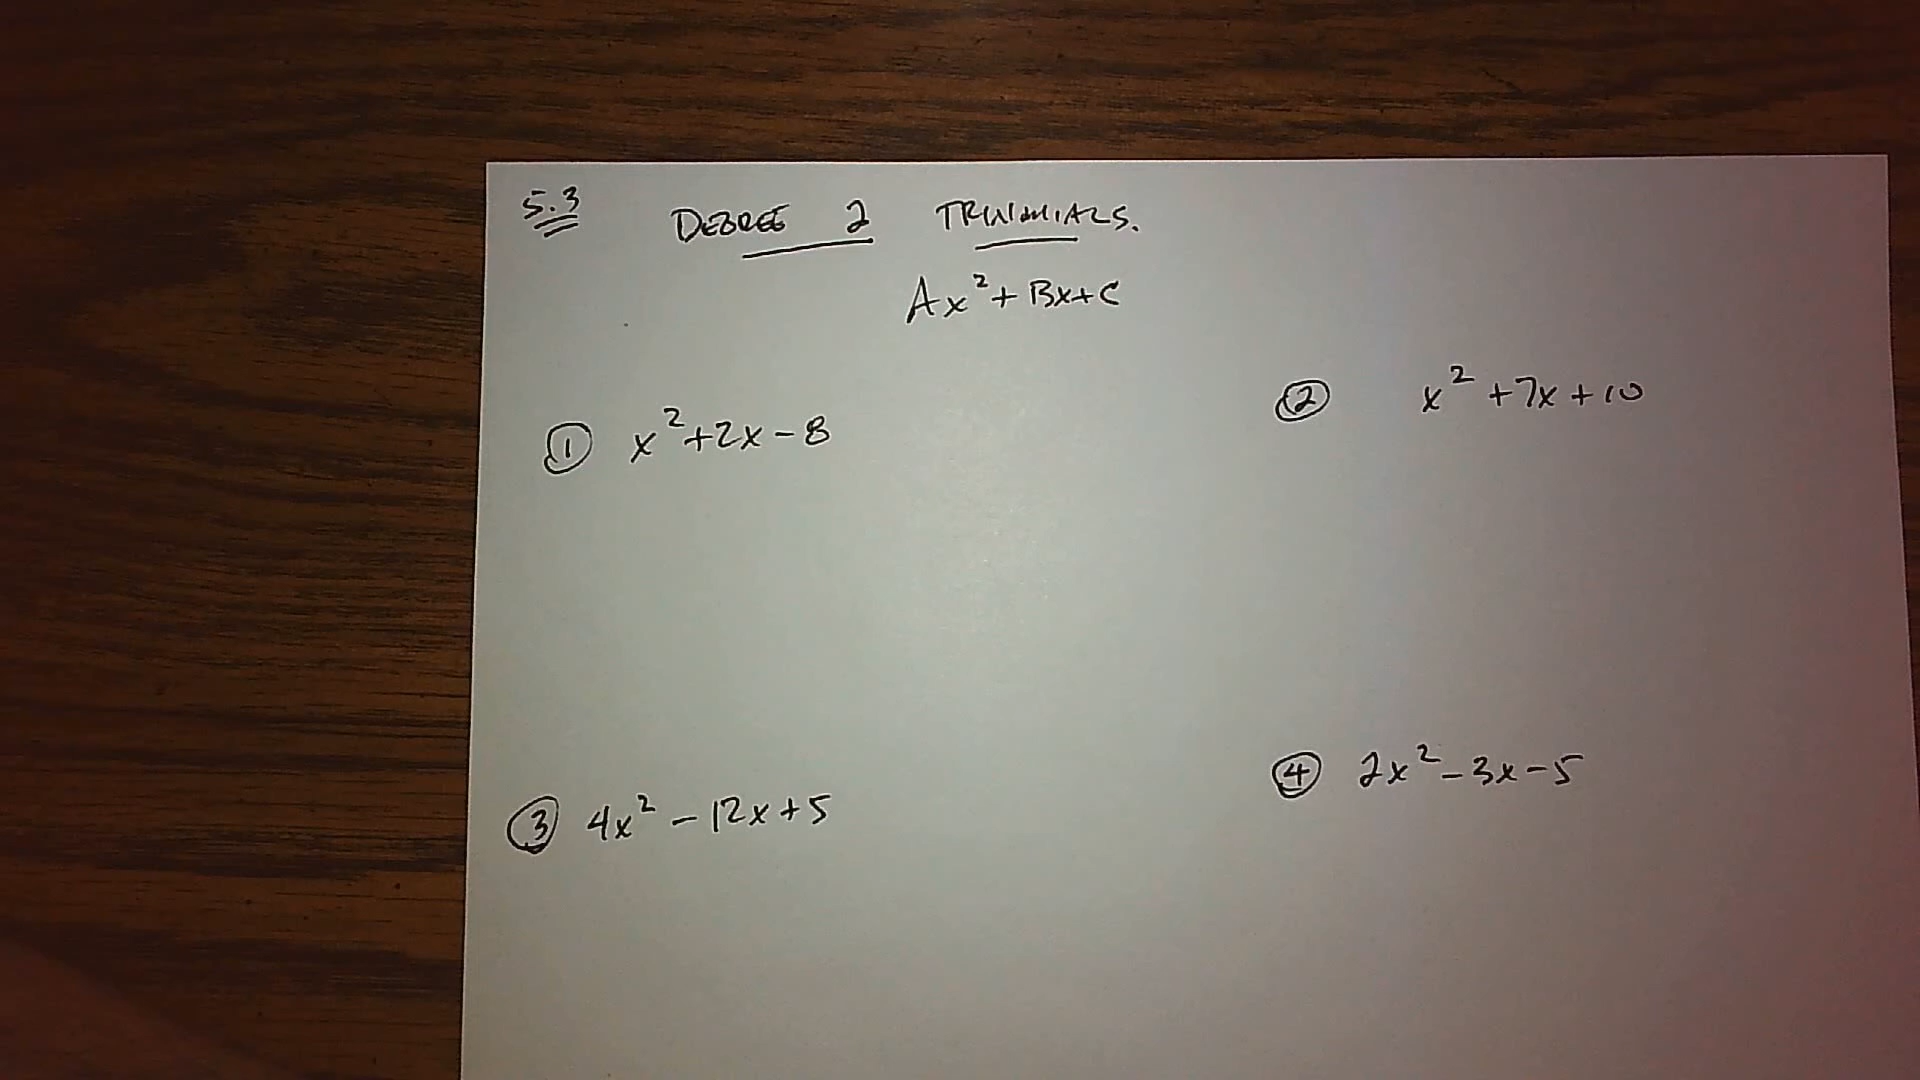 5.3
DEGREE 2 TRINOMIALS.
Ax² + Bx + C
① x² + 2x - 8
② x² + 7x + 10
③ 4x² - 12x + 5
④ 2x² - 3x - 5